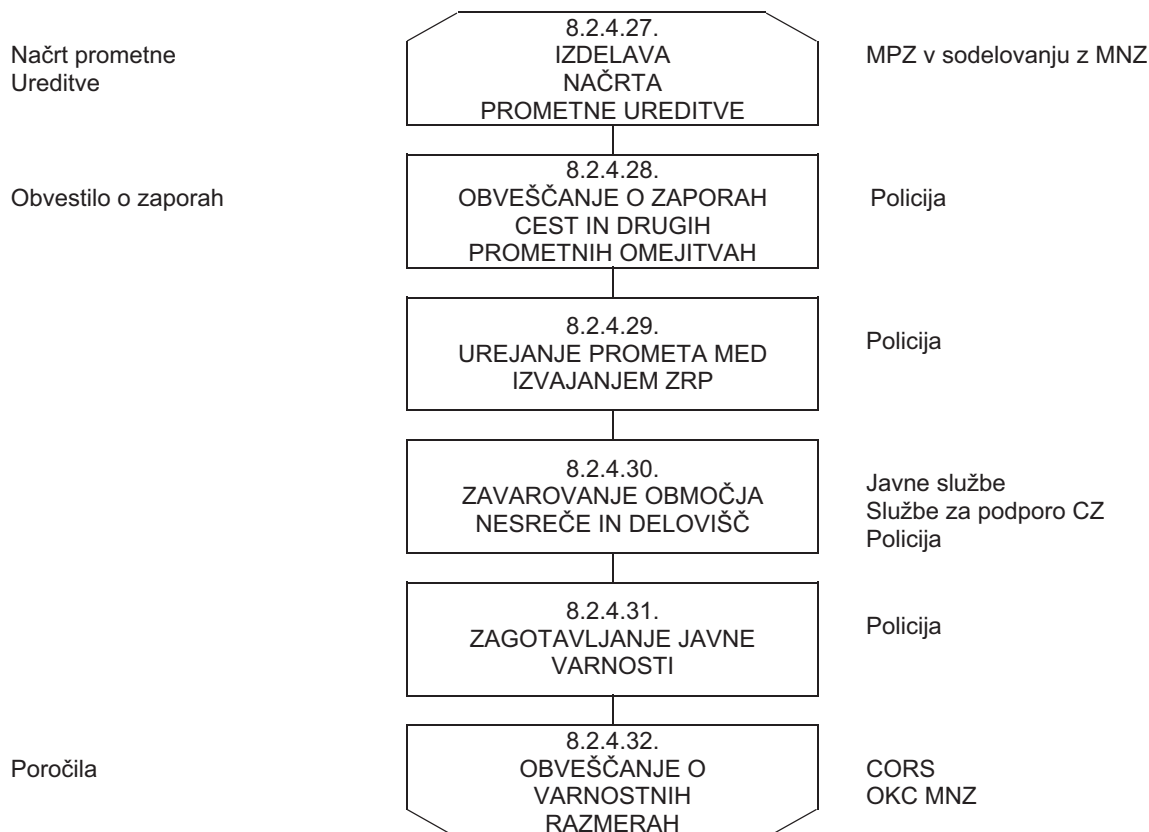 8.2.4.27.
Načrt prometne
Ureditve
IZDELAVA
NAČRTA
PROMETNE UREDITVE
MPZ v sodelovanju z MNZ
8.2.4.28.
Obvestilo o zaporah
OBVEŠČANJE O ZAPORAH
CEST IN DRUGIH
PROMETNIH OMEJITVAH
Policija
8.2.4.29.
UREJANJE PROMETA MED
IZVAJANJEM ZRP
Policija
8.2.4.30.
ZAVAROVANJE OBMOČJA
NESREČE IN DELOVIŠČ
Javne službe
Službe za podporo CZ
Policija
8.2.4.31.
ZAGOTAVLJANJE JAVNE
VARNOSTI
Policija
8.2.4.32.
Poročila
OBVEŠČANJE O
VARNOSTNIH
RAZMERAH
CORS
OKC MNZ